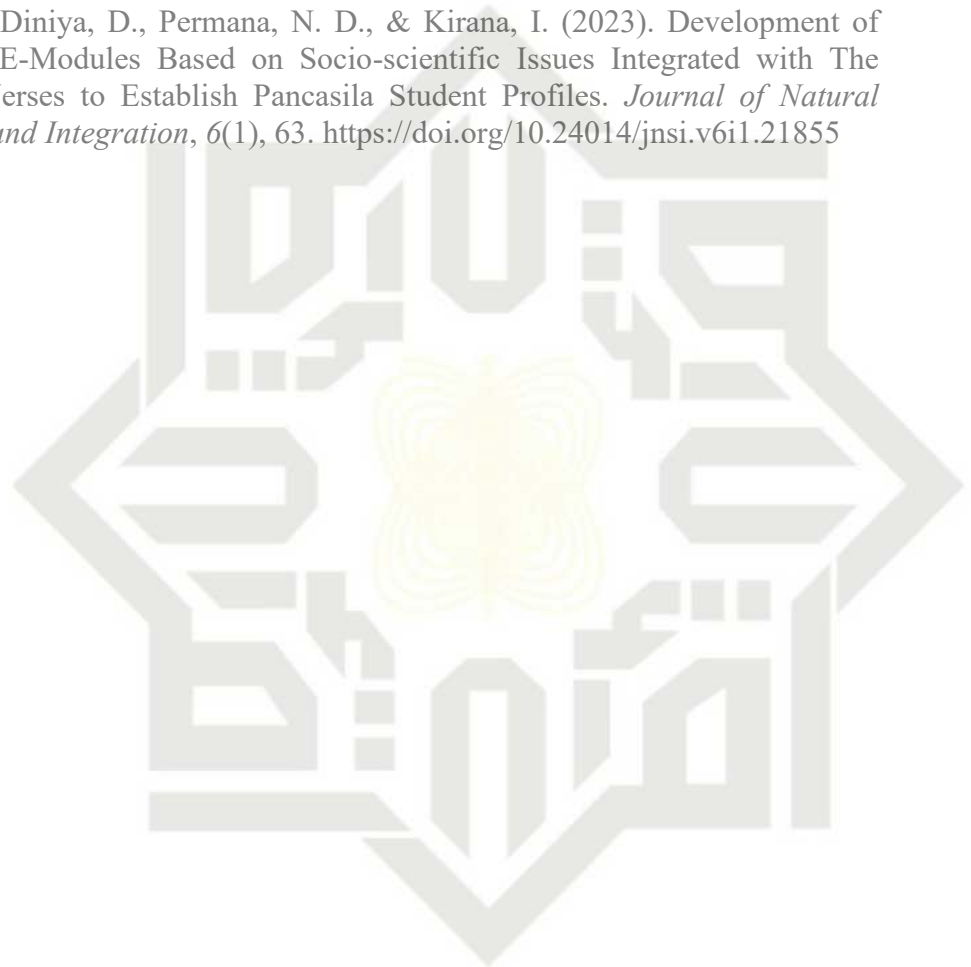 Diniya, D., Permana, N. D., & Kirana, I. (2023). Development of
E-Modules Based on Socio-scientific Issues Integrated with The
erses to Establish Pancasila Student Profiles. Journal of Natural
nd Integration, 6(1), 63. https://doi.org/10.24014/jnsi.v6i1.21855